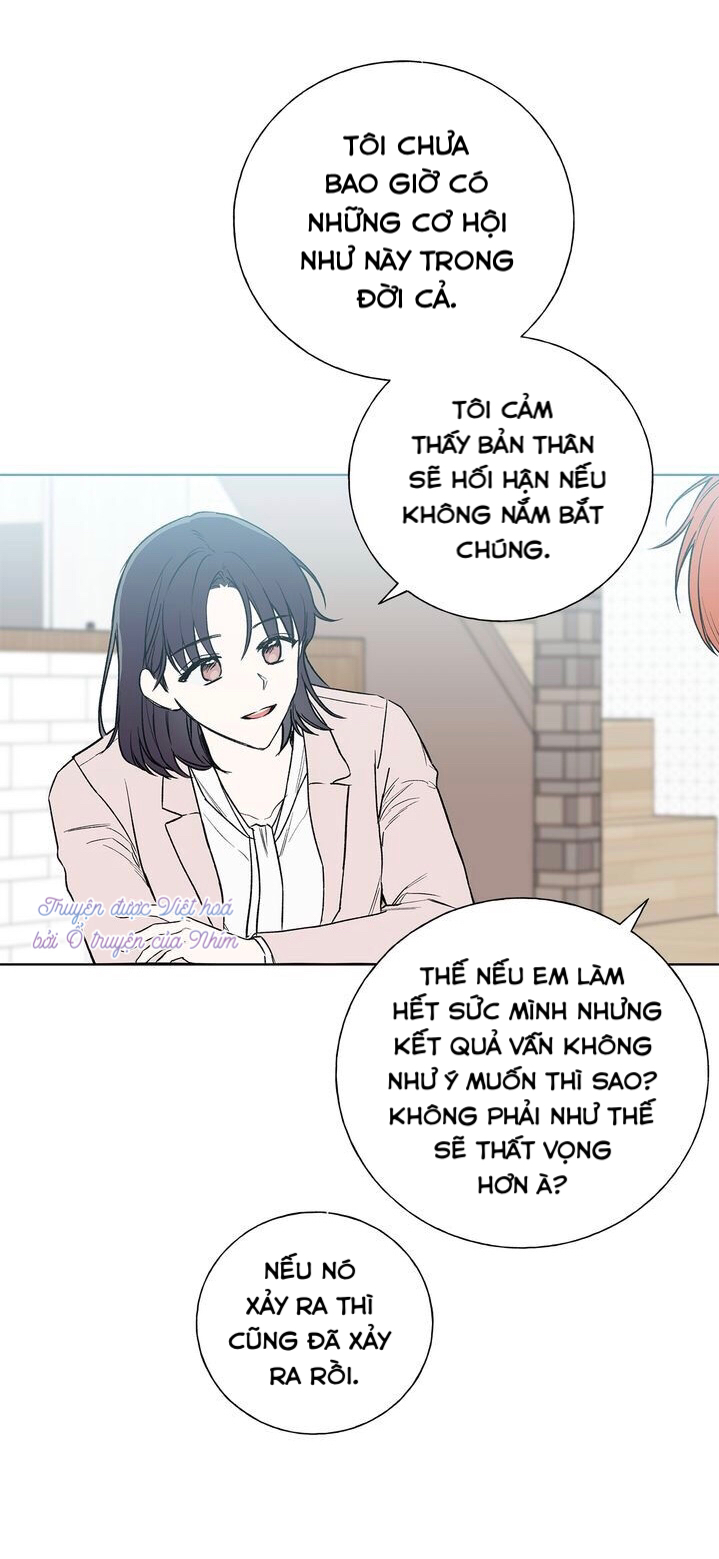 TÔI CHƯA
BAO GIỜ CÓ
NHỮNG CƠ HỘI
NHƯ NÀY TRONG
ĐỜI CẢ.
TÔI CẢM
THẤY BẢN THÂN
SẼ HỐI HẬN NẾU
KHÔNG NẮM BẮT
CHÚNG.
Truyện được Việt hoá
bởi Ổ truyện của Nhim
THẾ NẾU EM LÀM
HẾT SỨC MÌNH NHƯNG
KẾT QUẢ VẪN KHÔNG
NHƯ Ý MUỐN THÌ SAO?
KHÔNG PHẢI NHƯ THẾ
SẼ THẤT VỌNG
HƠN À?
NẾU NÓ
XẢY RA THÌ
CŨNG ĐÃ XẢY
RA RỒI.